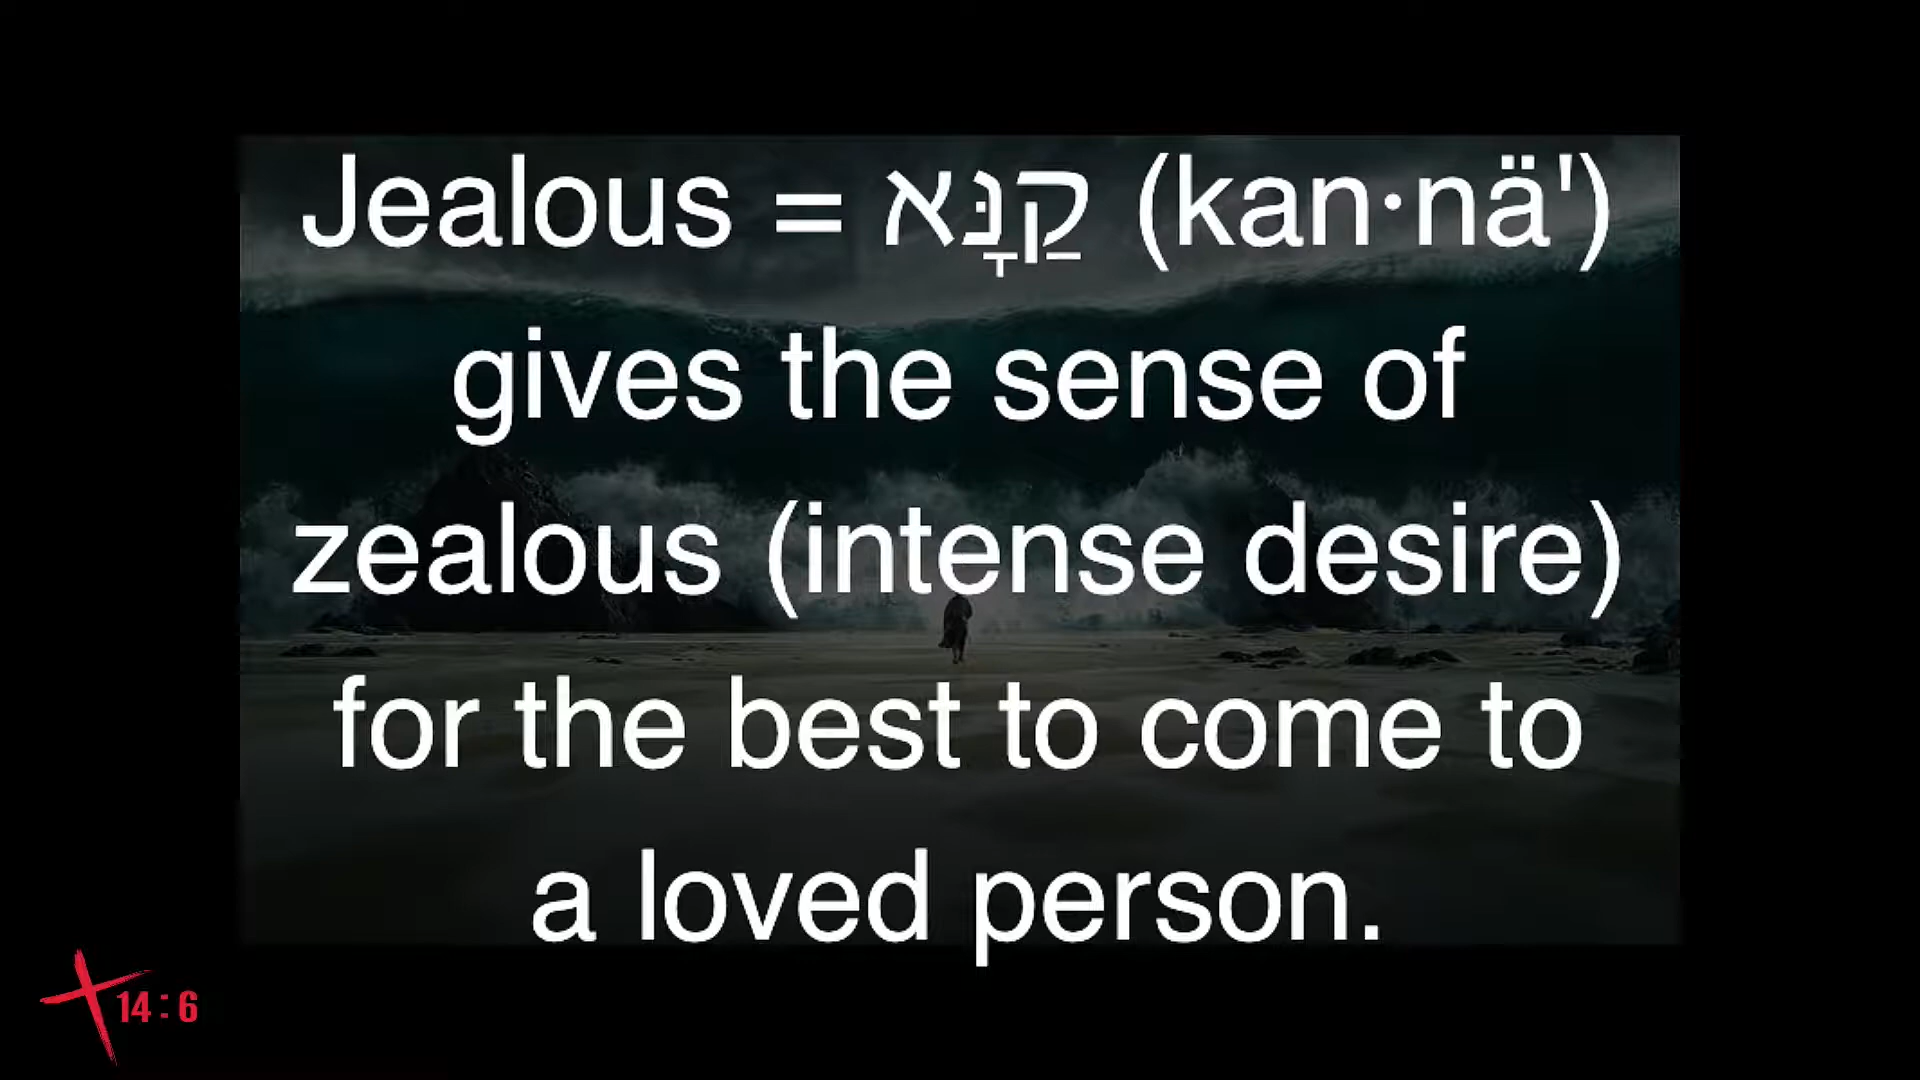 Jealous = קַנָּא (kan·nä')
gives the sense of
zealous (intense desire)
for the best to come to
a loved person.
14:6